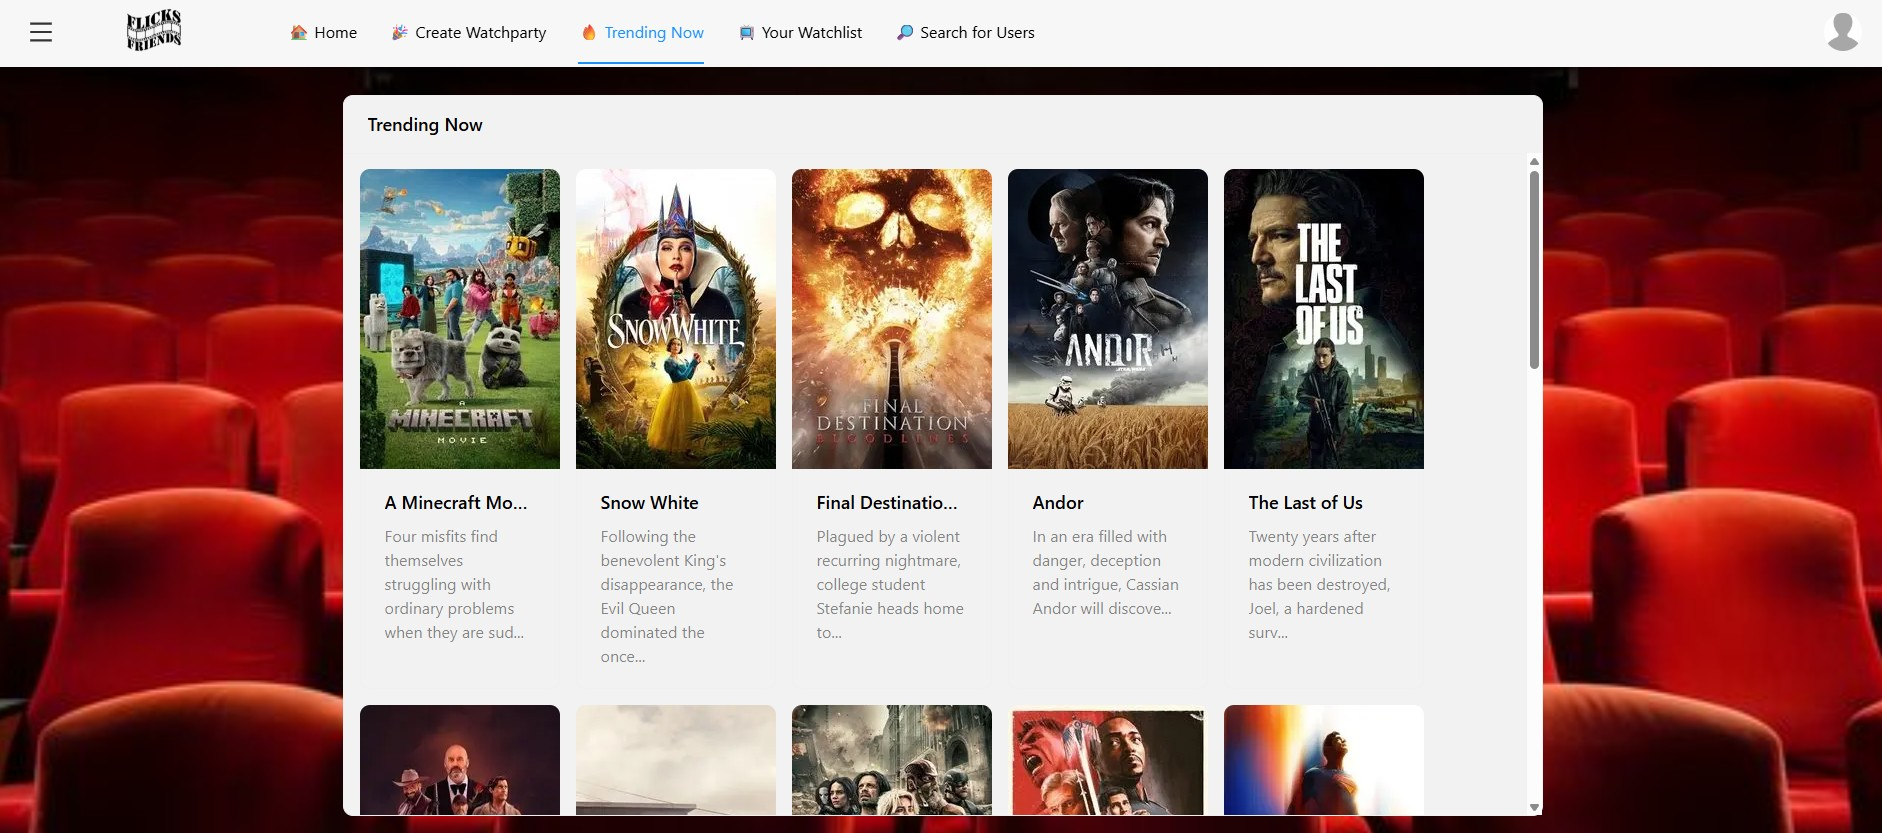 FLICKS
FRIENDS
Home
Create Watchparty
Trending Now
Your Watchlist
Search for Users
Trending Now
A
MINECRAFT
MOVIE
SNOW WHITE
FINAL
DESTINATION
BLOODLINES
ANDOR
STAR WARS
THE
LAST
OF US
A Minecraft Mo...
Four misfits find
themselves
struggling with
ordinary problems
when they are sud...
Snow White
Following the
benevolent King's
disappearance, the
Evil Queen
dominated the
once...
Final Destinatio...
Plagued by a violent
recurring nightmare,
college student
Stefanie heads home
to...
Andor
In an era filled with
danger, deception
and intrigue, Cassian
Andor will discove...
The Last of Us
Twenty years after
modern civilization
has been destroyed,
Joel, a hardened
surv...